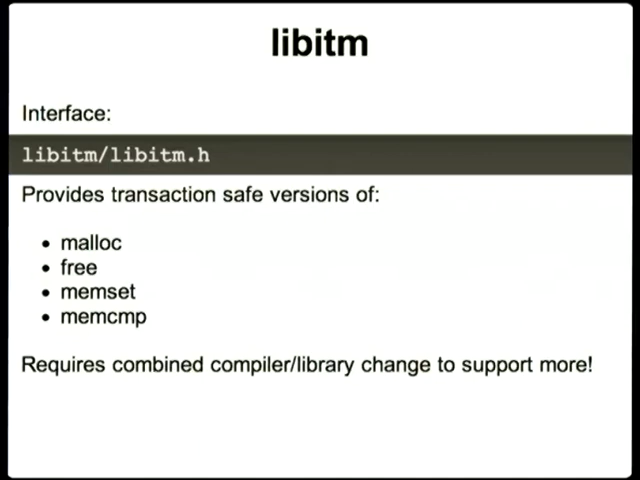 libitm
Interface:
libitm/libitm.h
Provides transaction safe versions of:
• malloc
• free
• memset
• memcmp
Requires combined compiler/library change to support more!